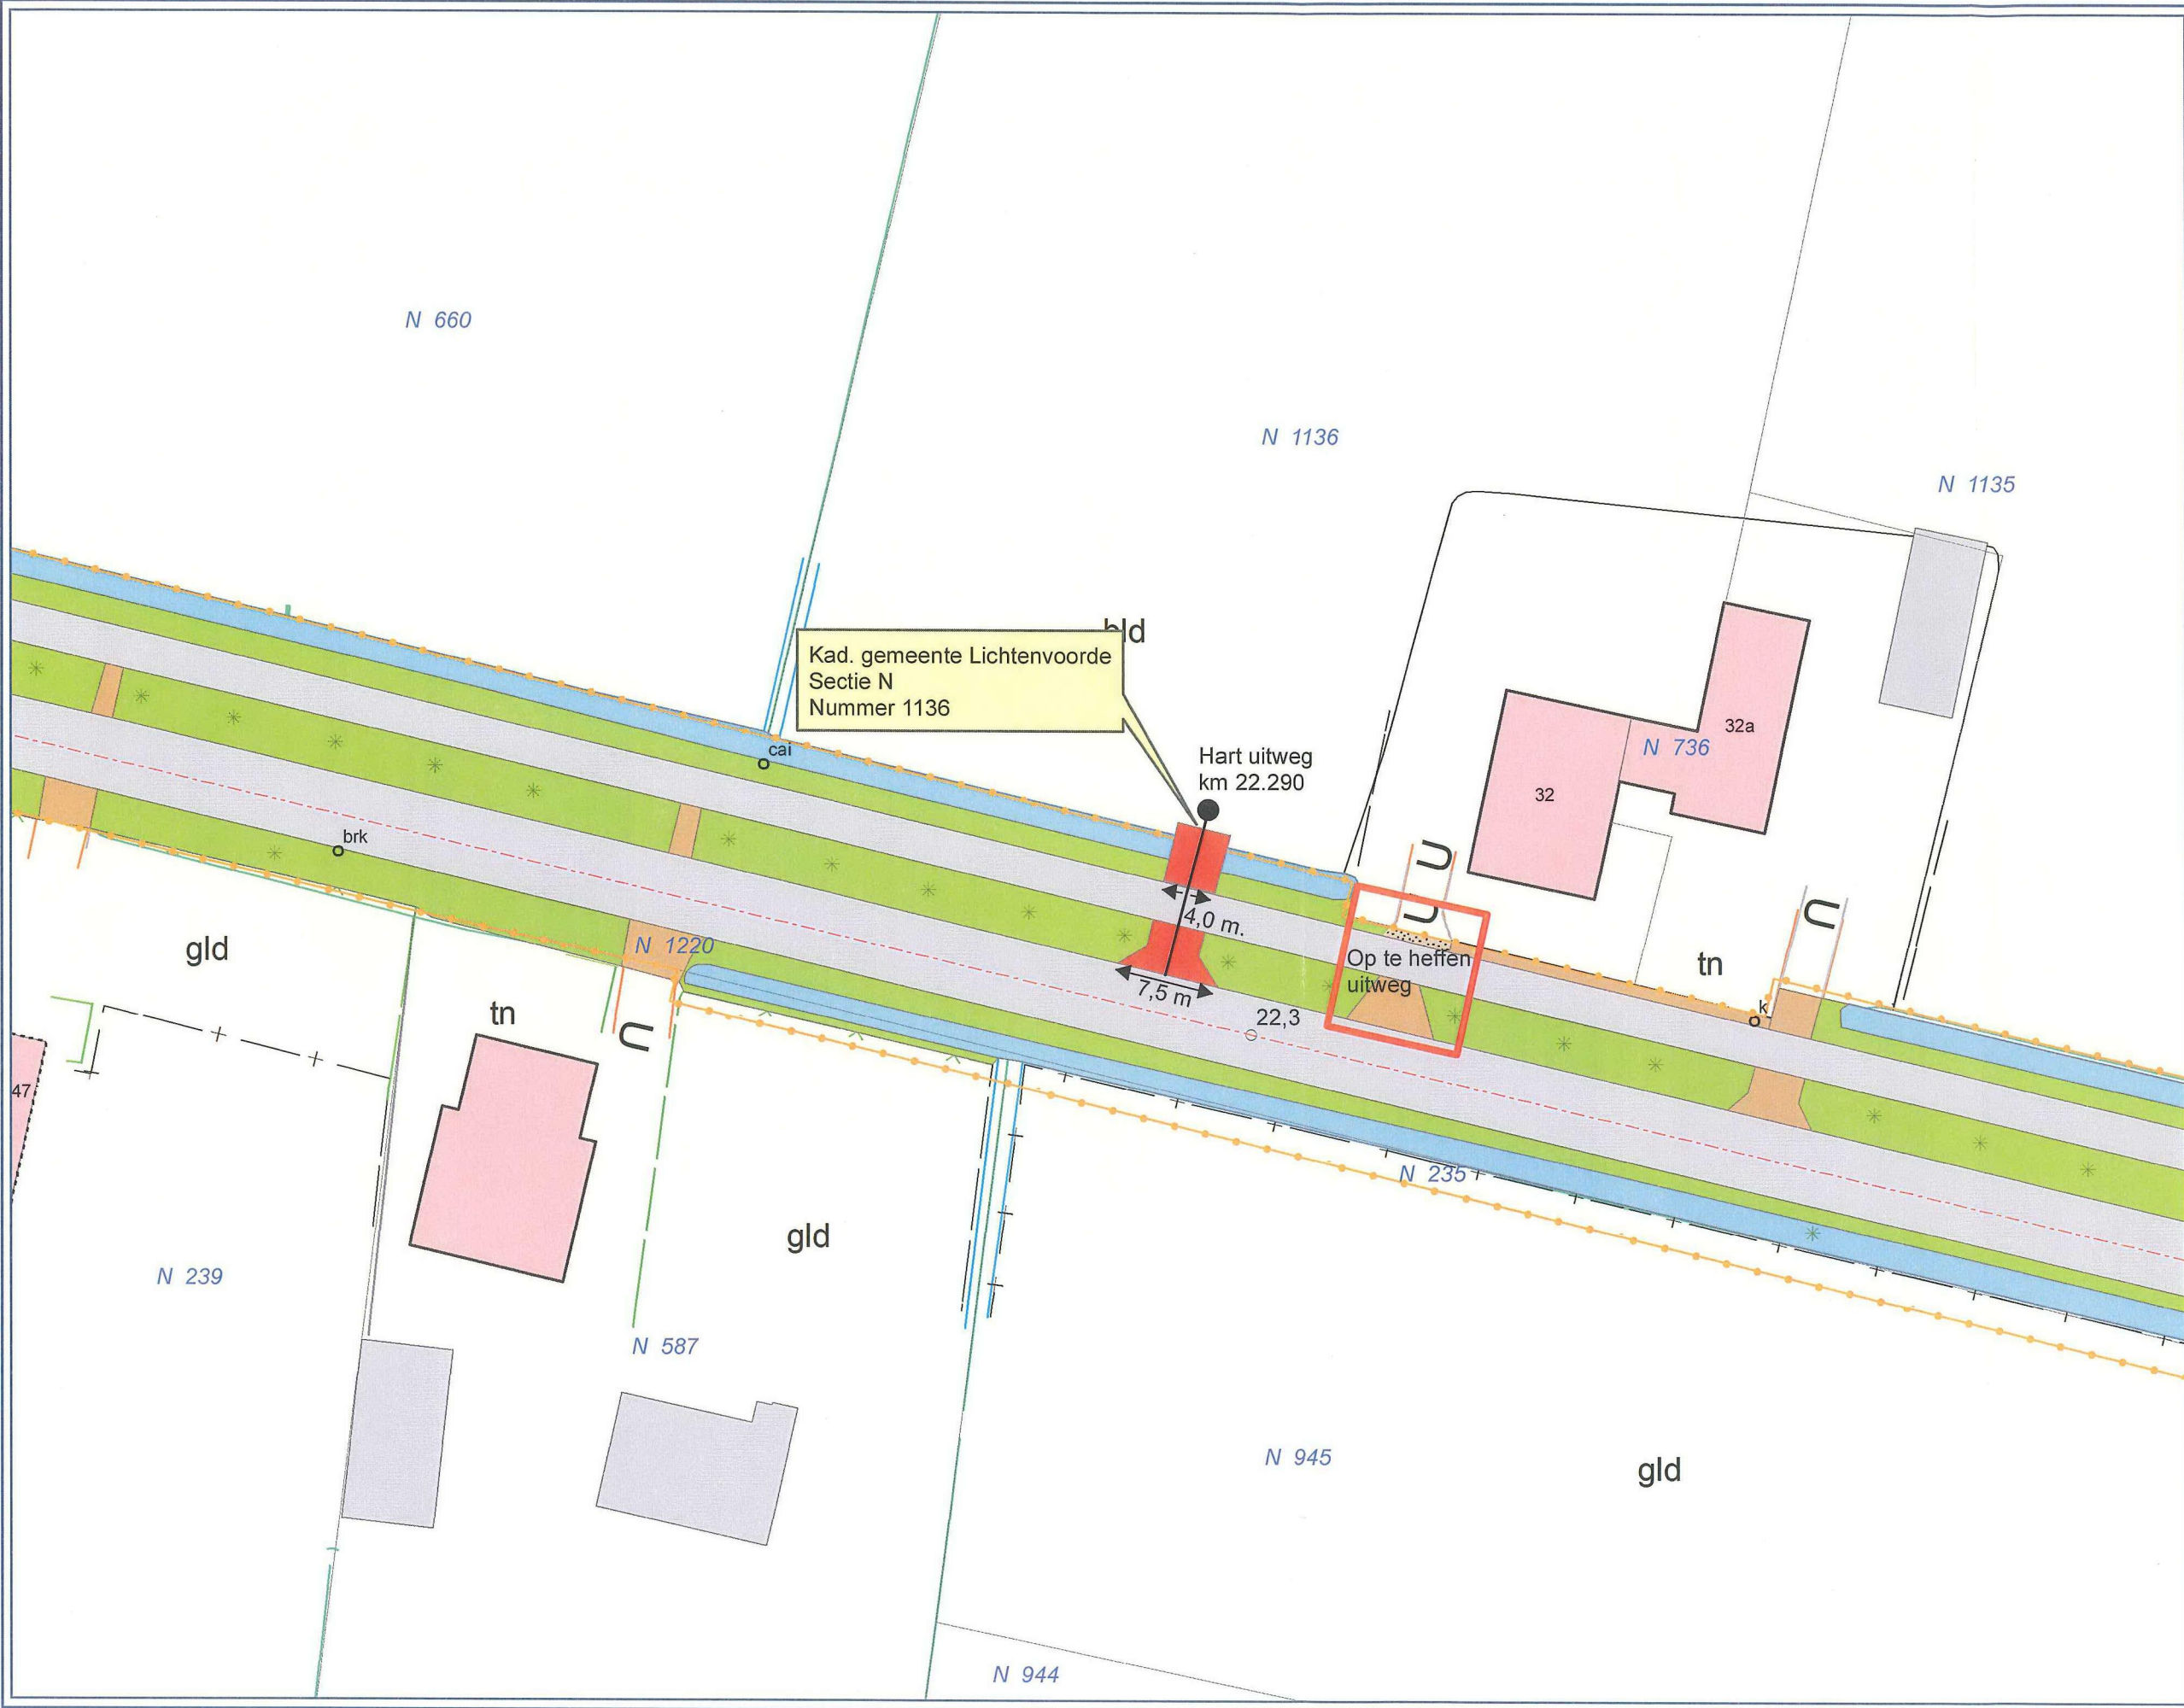 N 660
N 1136
N 1135
Kad. gemeente Lichtenvoorde
Sectie N
Nummer 1136
cai
Hart uitweg
km 22.290
32a
N 736
32
brk
4,0 m.
7,5 m
22,3
Op te heffen
uitweg
U
U
U
tn
k
N 1220
gld
tn
U
47
N 235
gld
N 239
N 587
N 945
gld
N 944